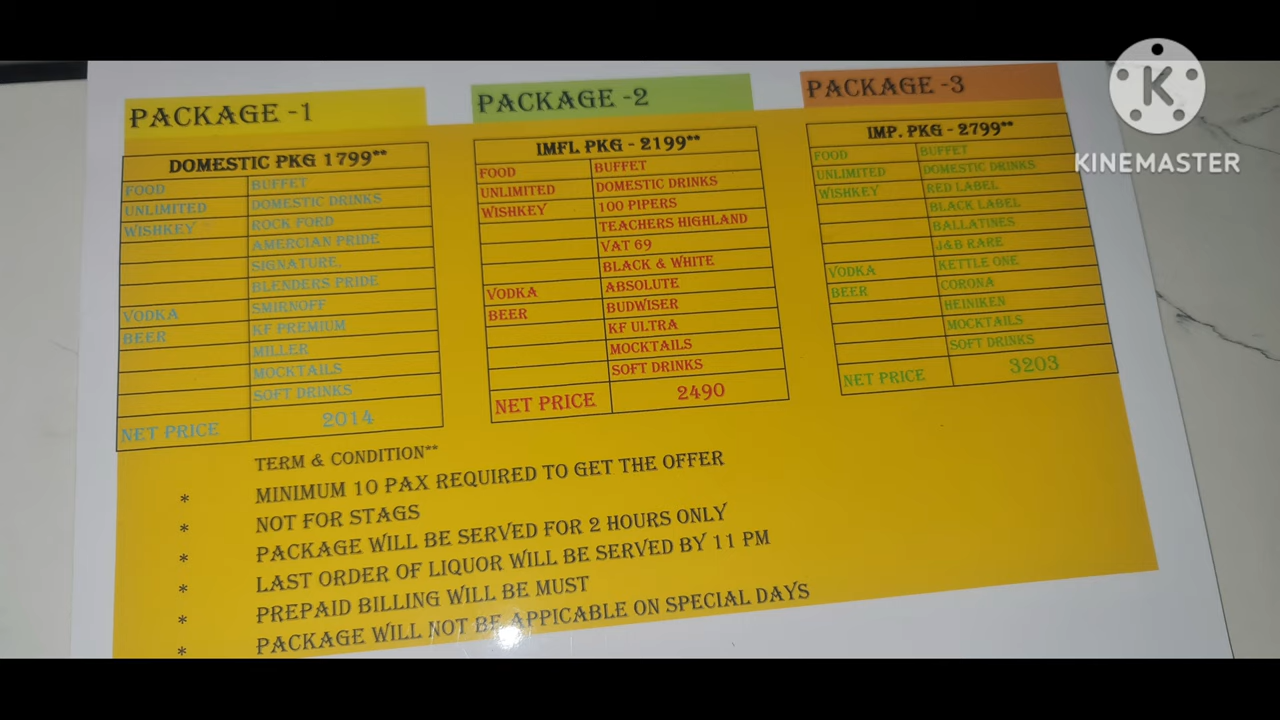 PACKAGE -1
DOMESTIC PKG 1799**
FOOD BUFFET
UNLIMITED DOMESTIC DRINKS
WISHKEY ROCK FORD
AMERCIAN PRIDE
SIGNATURE,
BLENDERS PRIDE
VODKA SMIRNOFF
BEER KF PREMIUM
MILLER
MOCKTAILS
SOFT DRINKS
NET PRICE 2014
PACKAGE -2
IMFL PKG - 2199**
FOOD BUFFET
UNLIMITED DOMESTIC DRINKS
WISHKEY 100 PIPERS
TEACHERS HIGHLAND
VAT 69
BLACK & WHITE
VODKA ABSOLUTE
BEER BUDWISER
KF ULTRA
MOCKTAILS
SOFT DRINKS
NET PRICE 2490
PACKAGE -3
IMP. PKG - 2799**
FOOD BUFFET
UNLIMITED DOMESTIC DRINKS
WISHKEY RED LABEL
BLACK LABEL
BALLATINES
J&B RARE
VODKA KETTLE ONE
BEER CORONA
HEINIKEN
MOCKTAILS
SOFT DRINKS
NET PRICE 3203
TERM & CONDITION**
* MINIMUM 10 PAX REQUIRED TO GET THE OFFER
* NOT FOR STAGS
* PACKAGE WILL BE SERVED FOR 2 HOURS ONLY
* LAST ORDER OF LIQUOR WILL BE SERVED BY 11 PM
* PREPAID BILLING WILL BE MUST
* PACKAGE WILL NOT BE APPICABLE ON SPECIAL DAYS
K
KINEMASTER